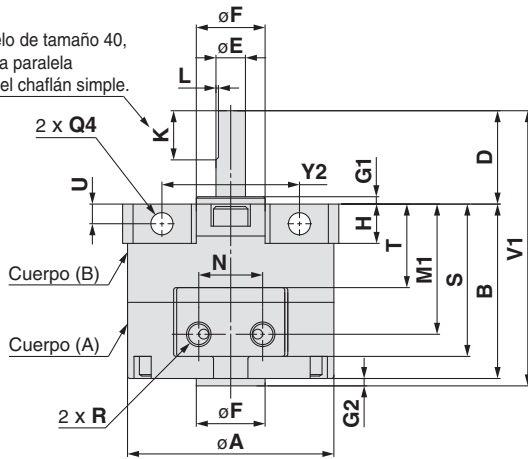 øF
elo de tamaño 40,
a paralela
el chaflán simple.
øE
L
K
D
2 x Q4
Y2
G1
U
H
T
M1
S
B
V1
Cuerpo (B)
N
Cuerpo (A)
2 x R
øF
G2
øA